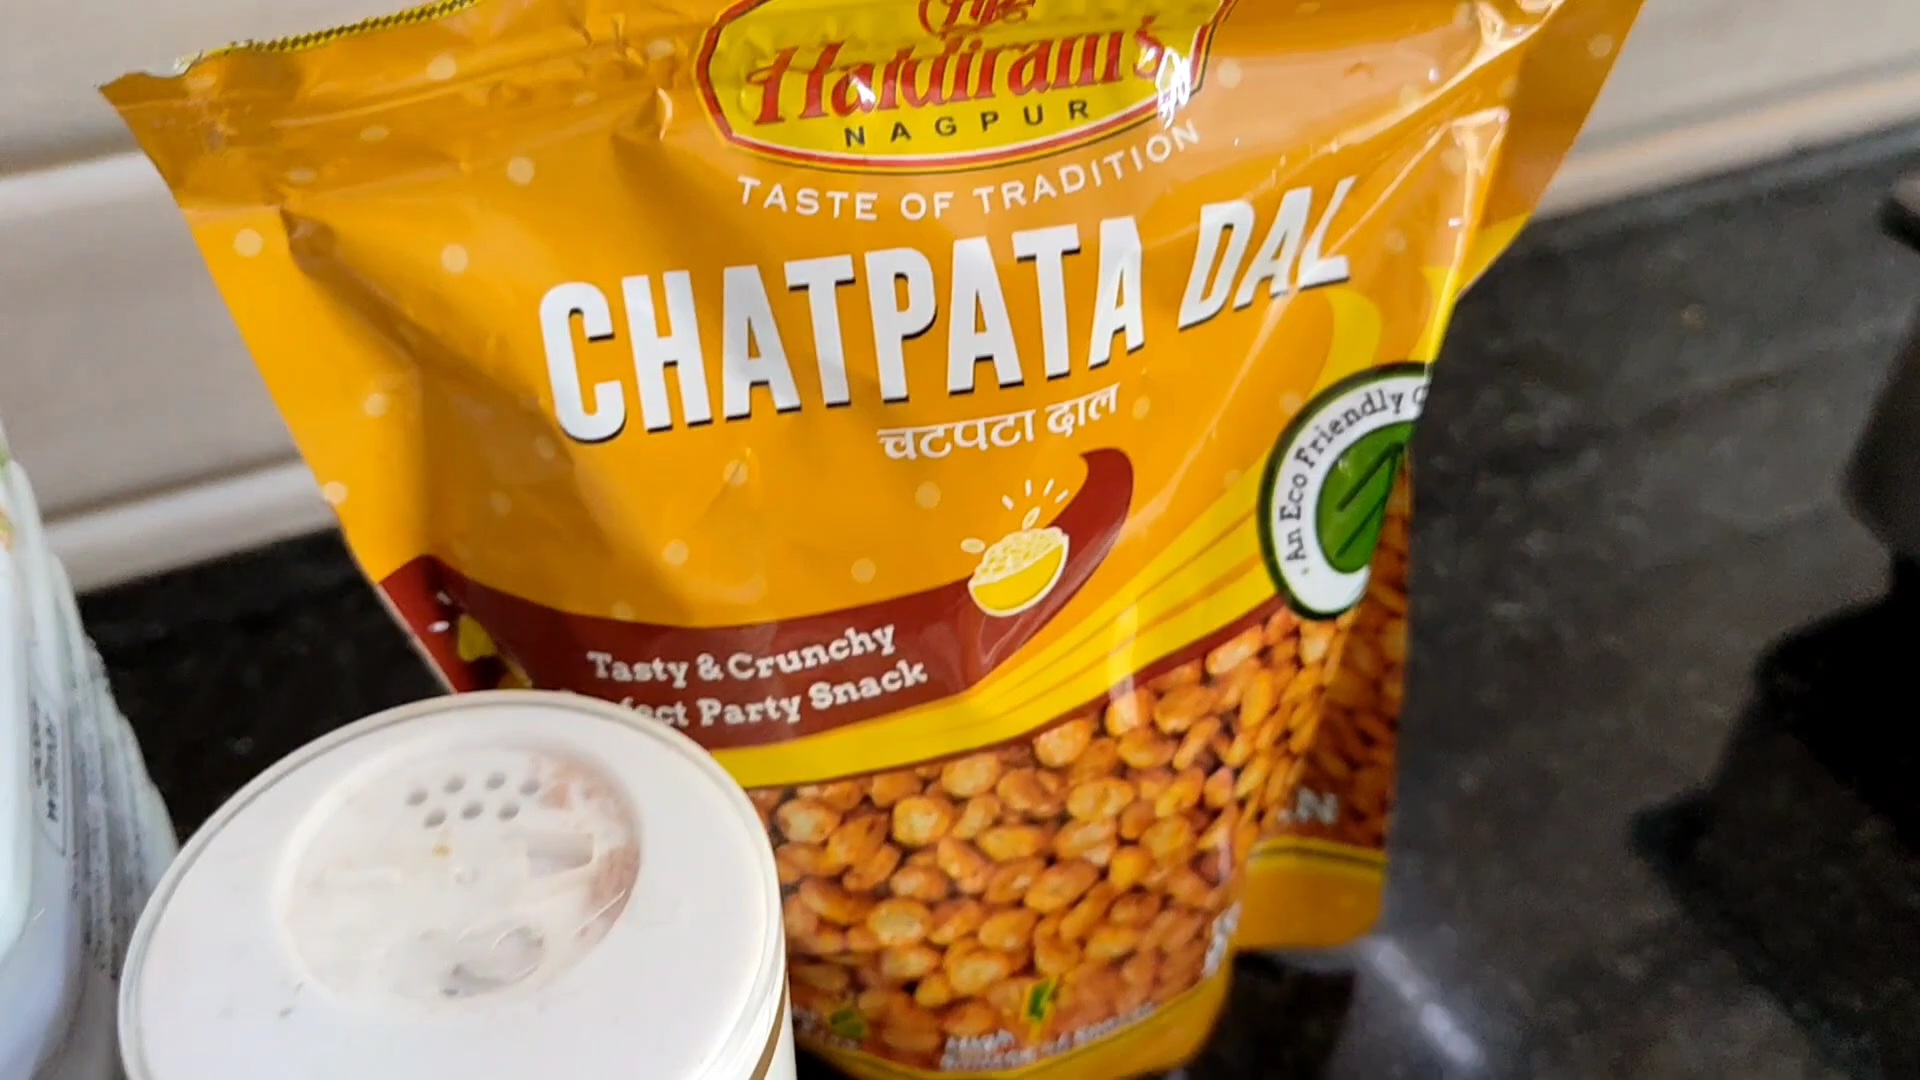 Haldiram's
NAGPUR
TASTE OF TRADITION
CHATPATA DAL
चटपटा दाल
An Eco Friendly
Tasty & Crunchy
Party Snack